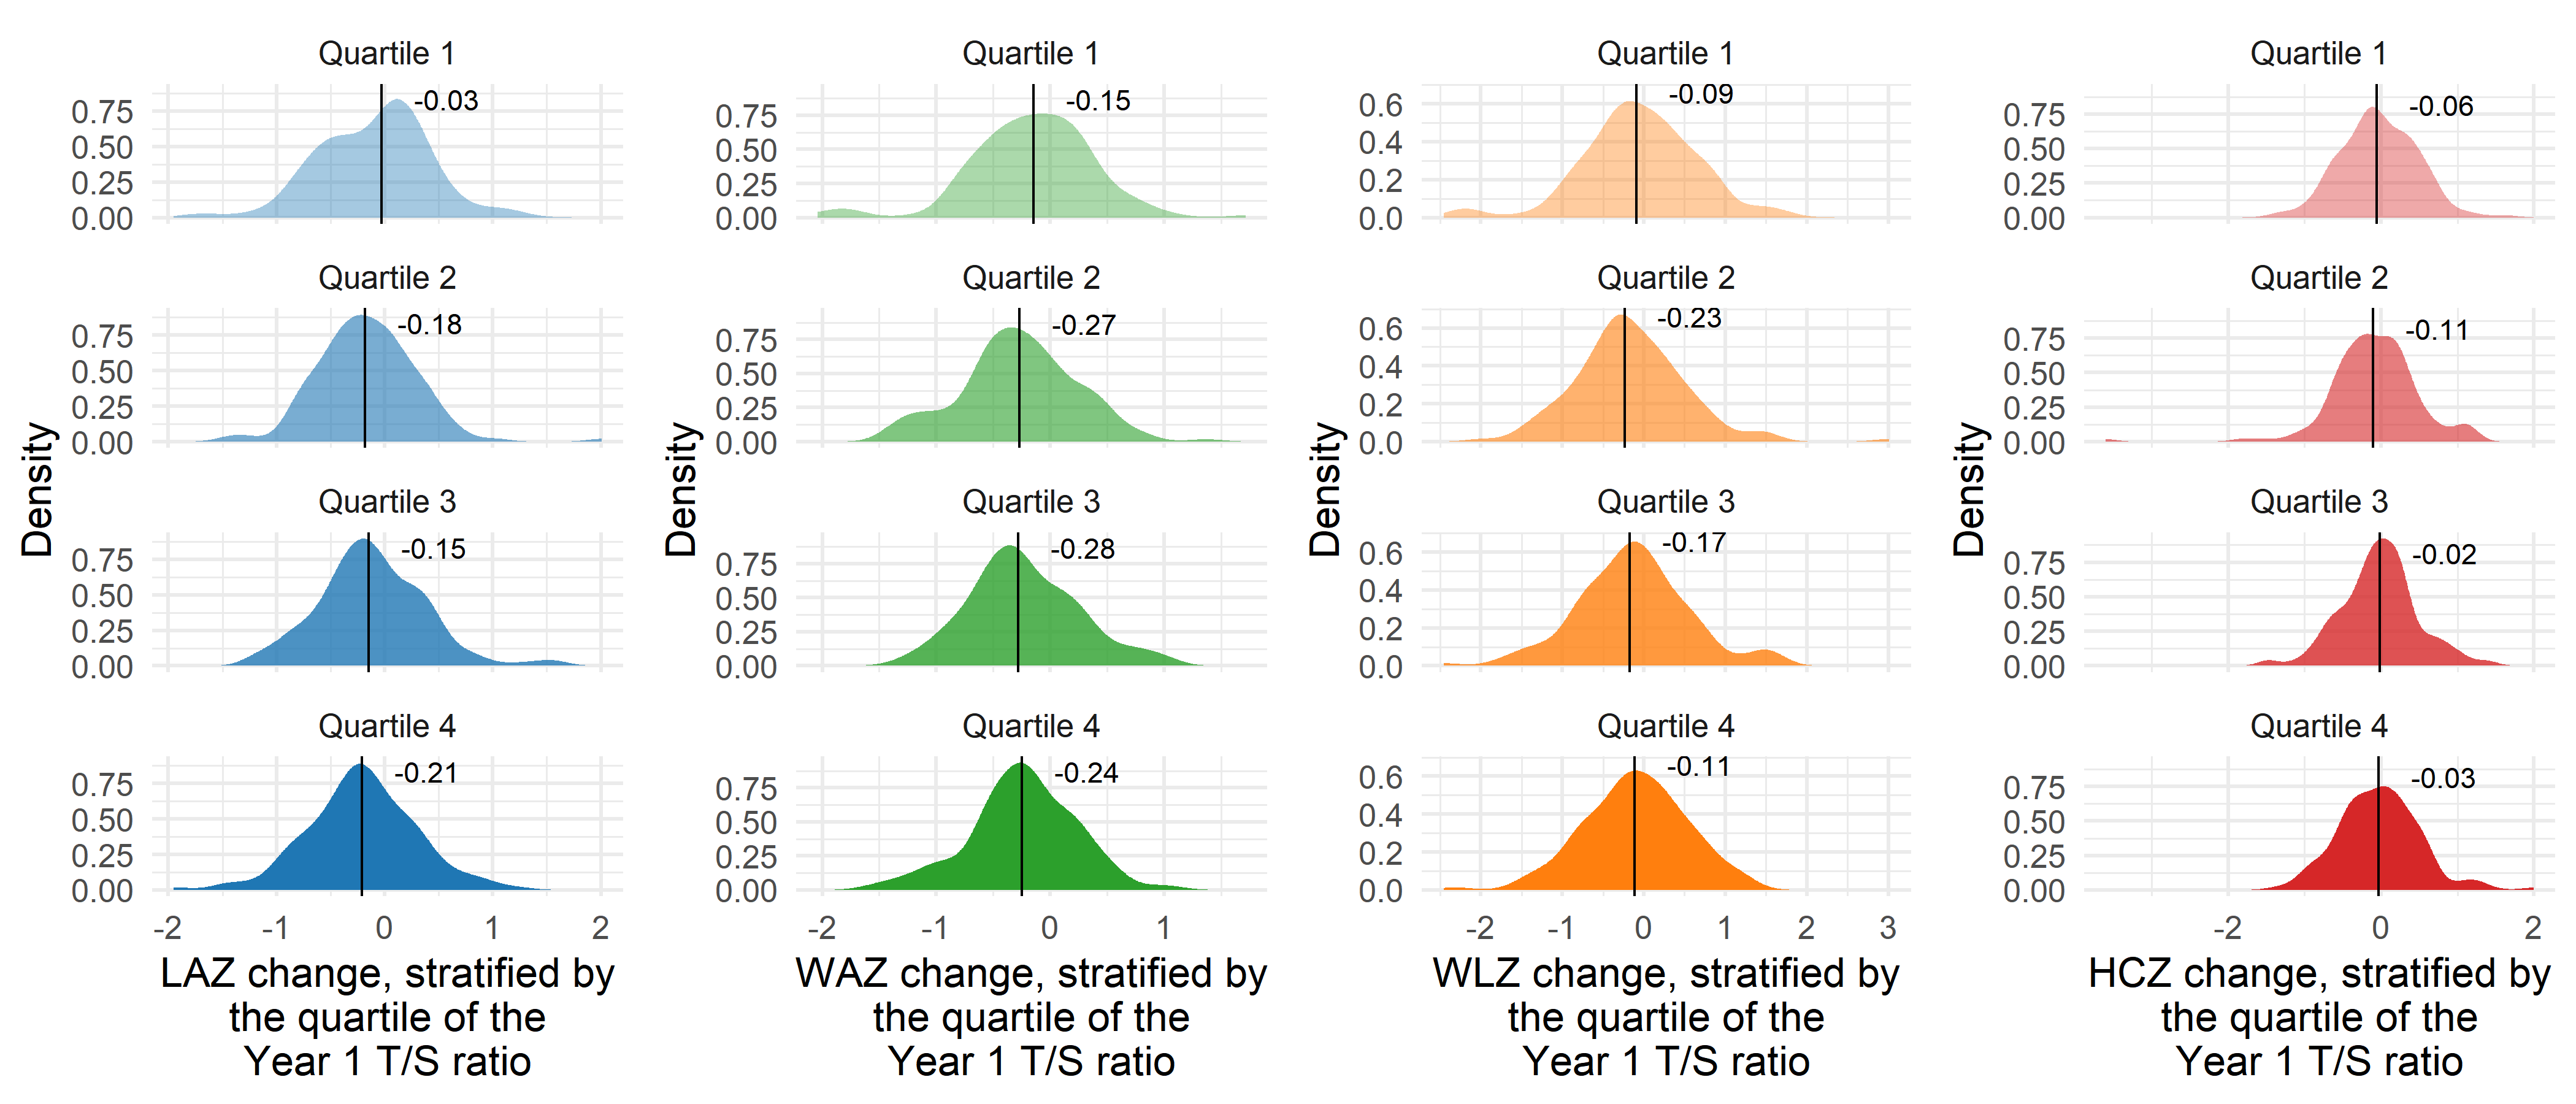 Quartile 1
Quartile 1
Quartile 1
Quartile 1
0.75
0.50
0.25
0.00
-0.03
0.75
0.50
0.25
0.00
-0.15
0.6
0.4
0.2
0.0
-0.09
0.75
0.50
0.25
0.00
-0.06
Quartile 2
Quartile 2
Quartile 2
Quartile 2
0.75
0.50
0.25
0.00
-0.18
0.75
0.50
0.25
0.00
-0.27
0.6
0.4
0.2
0.0
-0.23
0.75
0.50
0.25
0.00
-0.11
Density
Density
Density
Density
Quartile 3
Quartile 3
Quartile 3
Quartile 3
0.75
0.50
0.25
0.00
-0.15
0.75
0.50
0.25
0.00
-0.28
0.6
0.4
0.2
0.0
-0.17
0.75
0.50
0.25
0.00
-0.02
Quartile 4
Quartile 4
Quartile 4
Quartile 4
0.75
0.50
0.25
0.00
-0.21
0.75
0.50
0.25
0.00
-0.24
0.6
0.4
0.2
0.0
-0.11
0.75
0.50
0.25
0.00
-0.03
-2 -1 0 1 2
-2 -1 0 1
-2 -1 0 1 2 3
-2 0 2
LAZ change, stratified by
the quartile of the
Year 1 T/S ratio
WAZ change, stratified by
the quartile of the
Year 1 T/S ratio
WLZ change, stratified by
the quartile of the
Year 1 T/S ratio
HCZ change, stratified by
the quartile of the
Year 1 T/S ratio